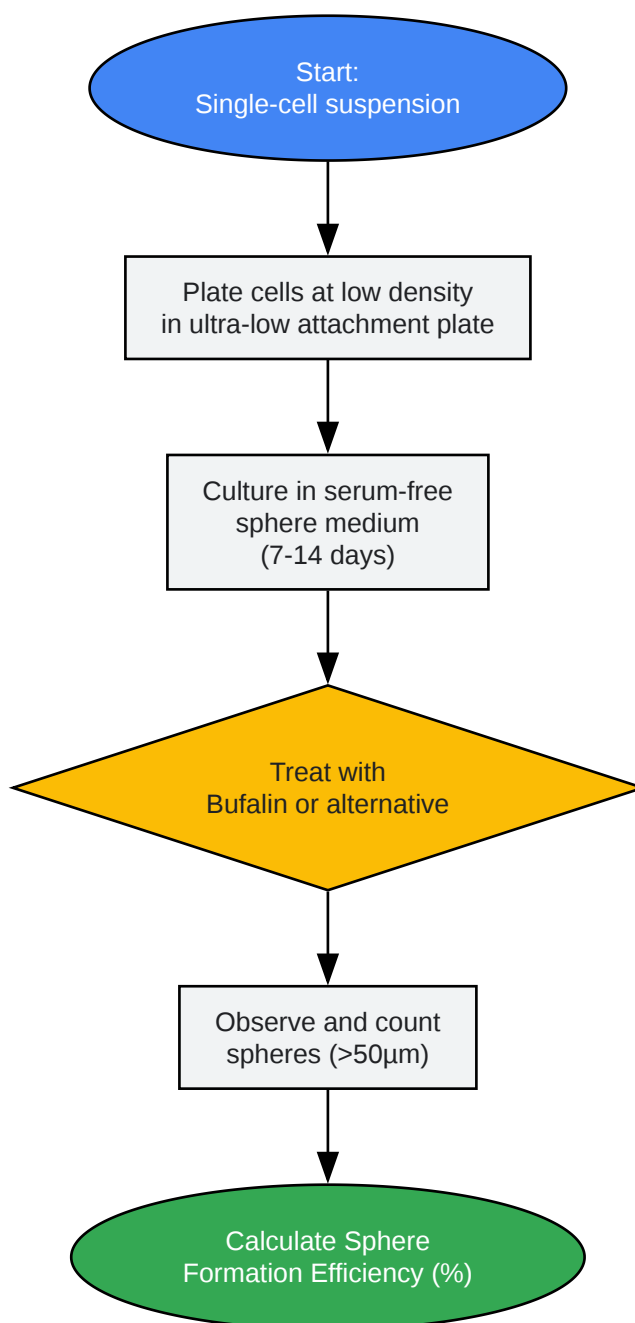 Start:
Single-cell suspension
Plate cells at low density
in ultra-low attachment plate
Culture in serum-free
sphere medium
(7-14 days)
Treat with
Bufalin or alternative
Observe and count
spheres (>50µm)
Calculate Sphere
Formation Efficiency (%)